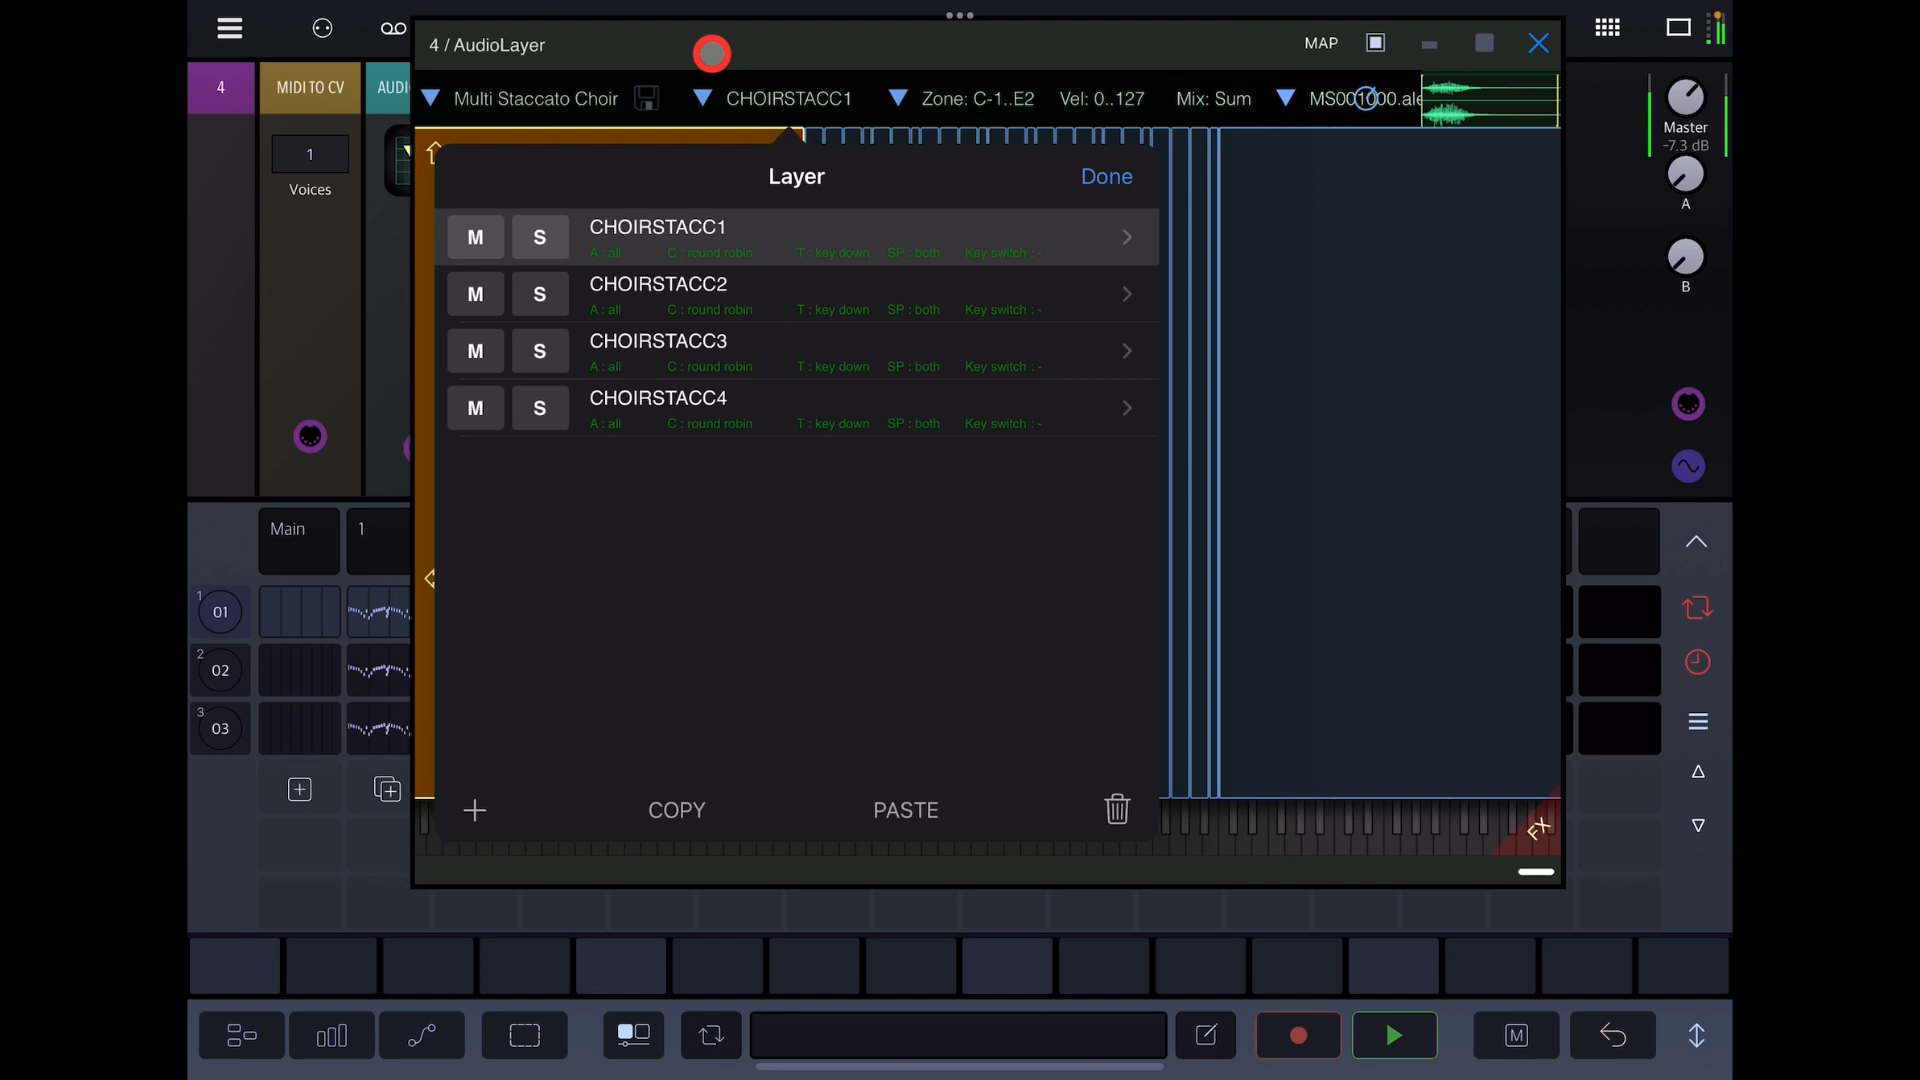 4 / AudioLayer
MAP
4
MIDI TO CV
AUDI
Multi Staccato Choir
CHOIRSTACC1
Zone: C-1..E2
Vel: 0..127
Mix: Sum
MS001000.ale
1
Voices
Master
-7.3 dB
A
B
Layer
Done
M
S
CHOIRSTACC1
A : all
C : round robin
T : key down
SP : both
Key switch : -
M
S
CHOIRSTACC2
A : all
C : round robin
T : key down
SP : both
Key switch : -
M
S
CHOIRSTACC3
A : all
C : round robin
T : key down
SP : both
Key switch : -
M
S
CHOIRSTACC4
A : all
C : round robin
T : key down
SP : both
Key switch : -
Main
1
1
01
2
02
3
03
COPY
PASTE
FX
M